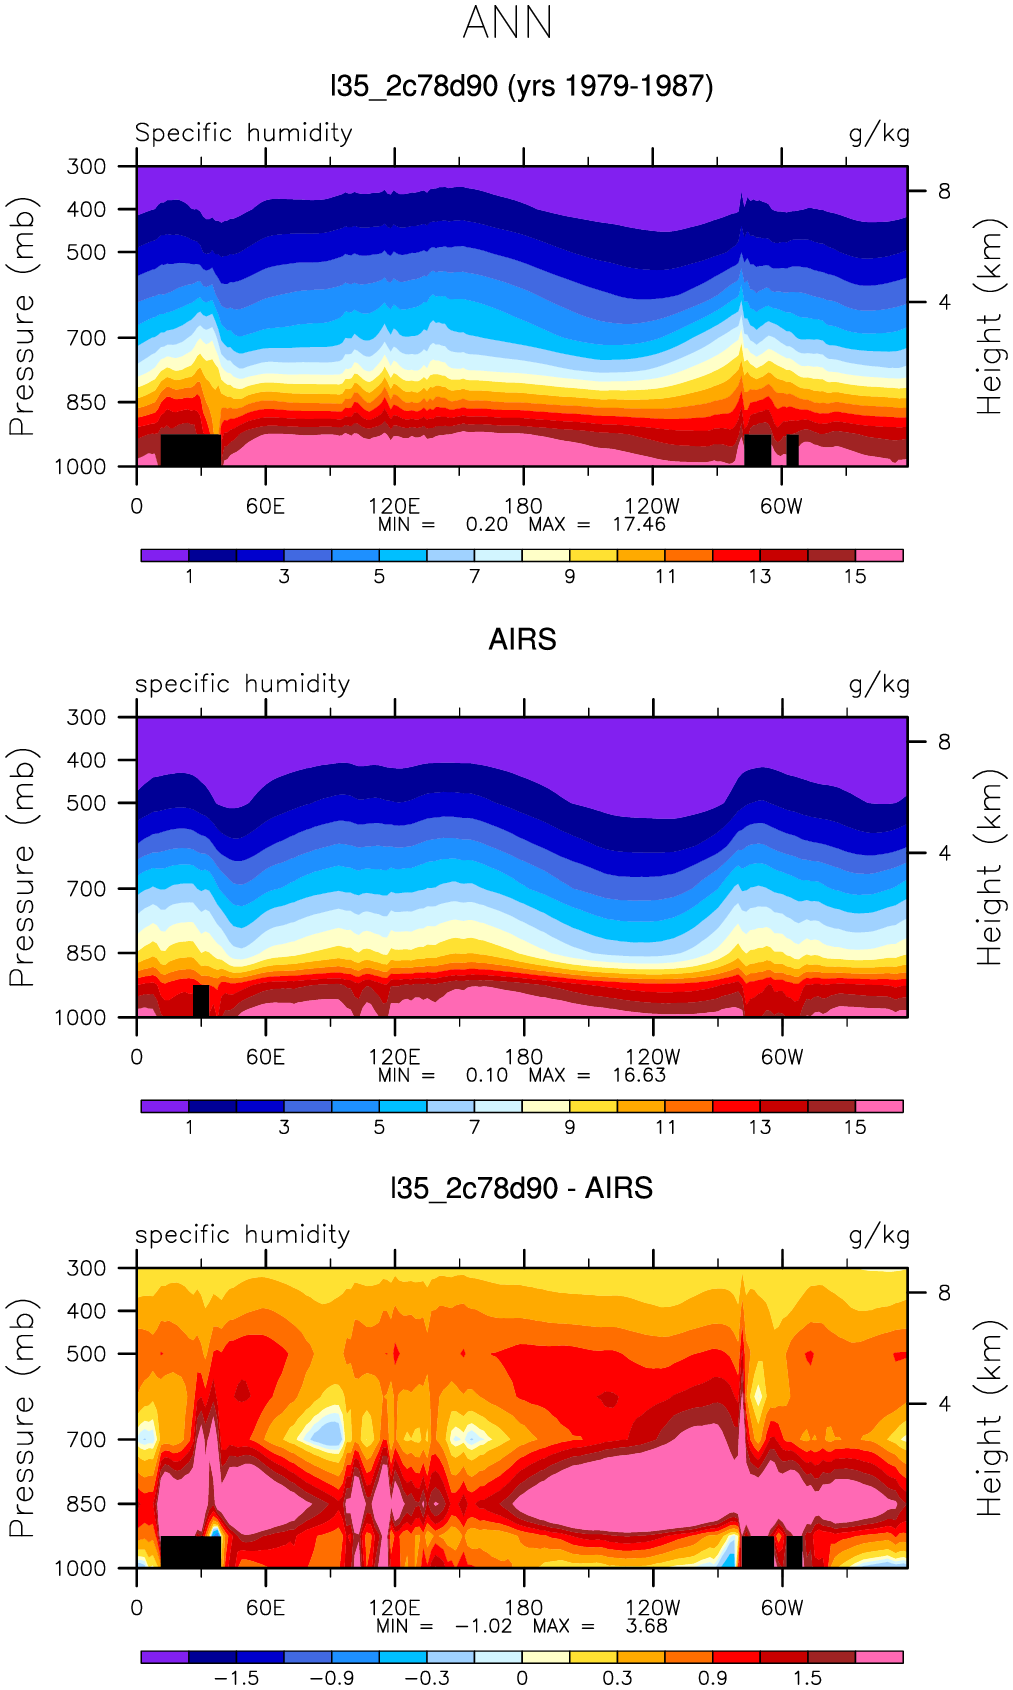 ANN
l35_2c78d90 (yrs 1979-1987)
Specific humidity g/kg
300
400
500
700
850
1000
Pressure (mb)
8
4
Height (km)
0 60E 120E 180 120W 60W
MIN = 0.20 MAX = 17.46
1 3 5 7 9 11 13 15
AIRS
specific humidity g/kg
300
400
500
700
850
1000
Pressure (mb)
8
4
Height (km)
0 60E 120E 180 120W 60W
MIN = 0.10 MAX = 16.63
1 3 5 7 9 11 13 15
l35_2c78d90 - AIRS
specific humidity g/kg
300
400
500
700
850
1000
Pressure (mb)
8
4
Height (km)
0 60E 120E 180 120W 60W
MIN = -1.02 MAX = 3.68
-1.5 -0.9 -0.3 0 0.3 0.9 1.5